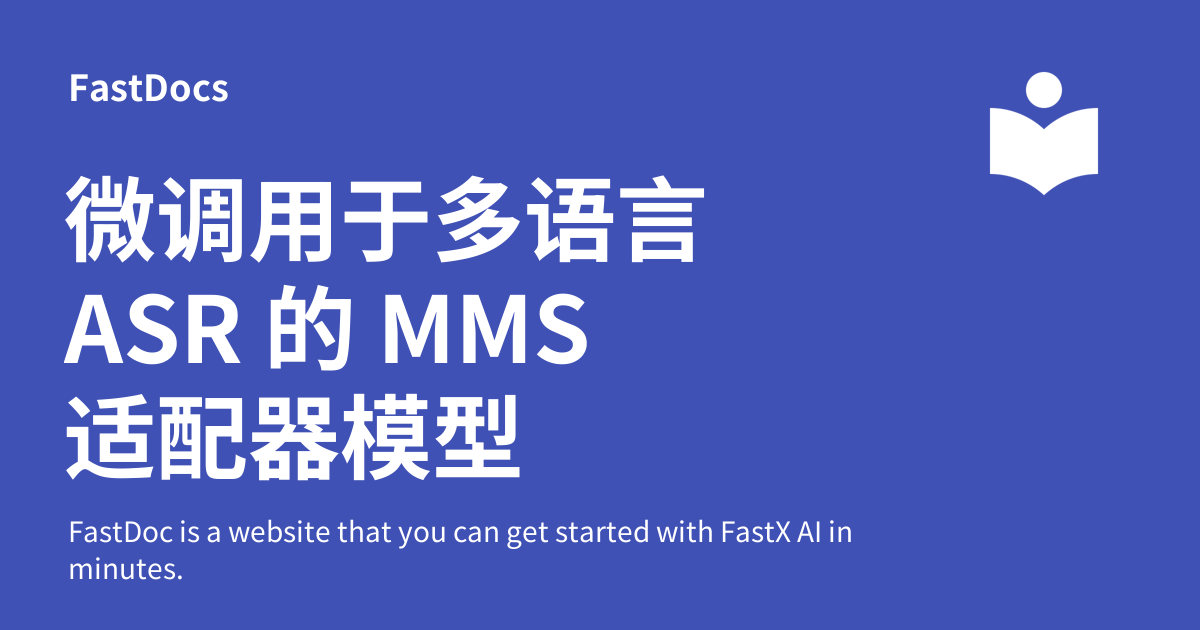 FastDocs
微调用于多语言
ASR 的 MMS
适配器模型
FastDoc is a website that you can get started with FastX AI in
minutes.